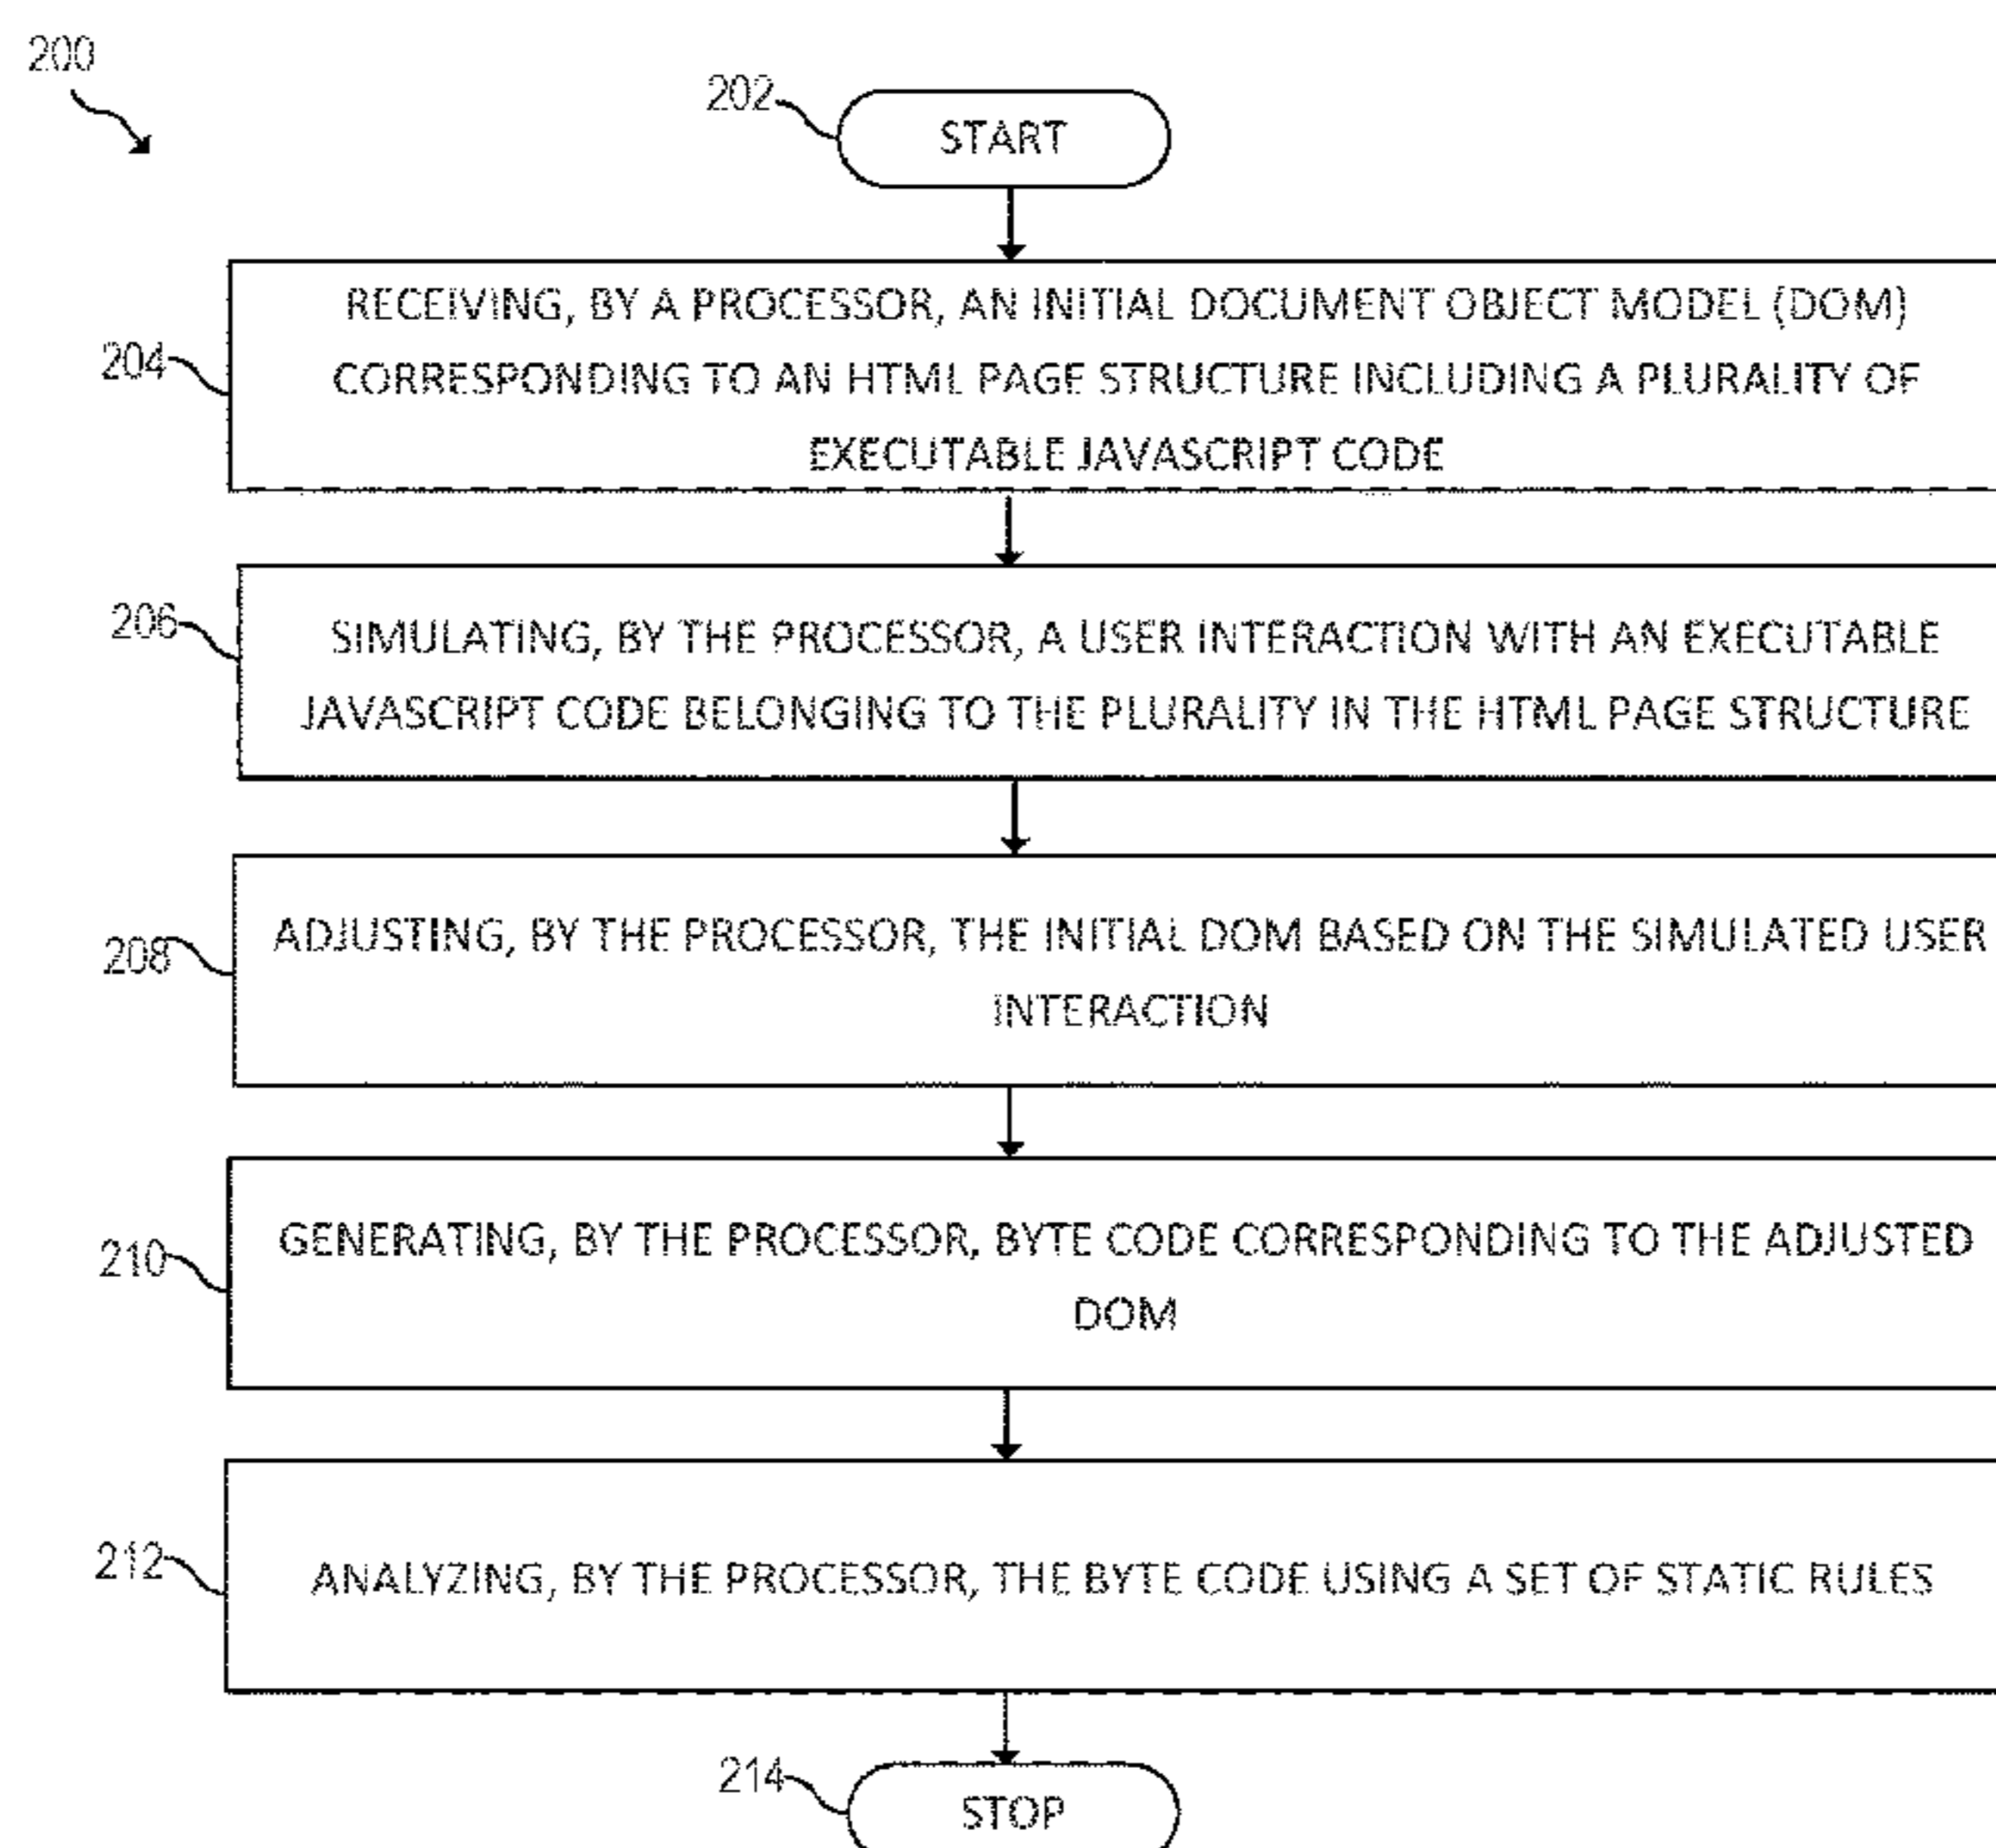 200
202
START
RECEIVING, BY A PROCESSOR, AN INITIAL DOCUMENT OBJECT MODEL (DOM)
204
CORRESPONDING TO AN HTML PAGE STRUCTURE INCLUDING A PLURALITY OF
EXECUTABLE JAVASCRIPT CODE
206
SIMULATING, BY THE PROCESSOR, A USER INTERACTION WITH AN EXECUTABLE
JAVASCRIPT CODE BELONGING TO THE PLURALITY IN THE HTML PAGE STRUCTURE
208
ADJUSTING, BY THE PROCESSOR, THE INITIAL DOM BASED ON THE SIMULATED USER
INTERACTION
210
GENERATING, BY THE PROCESSOR, BYTE CODE CORRESPONDING TO THE ADJUSTED
DOM
212
ANALYZING, BY THE PROCESSOR, THE BYTE CODE USING A SET OF STATIC RULES
214
STOP